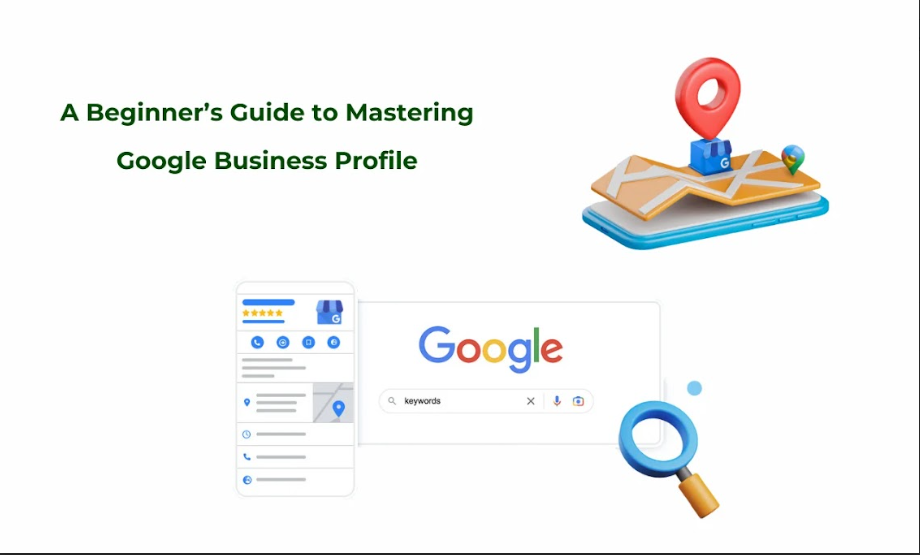 A Beginner’s Guide to Mastering
Google Business Profile
G
Google
keywords